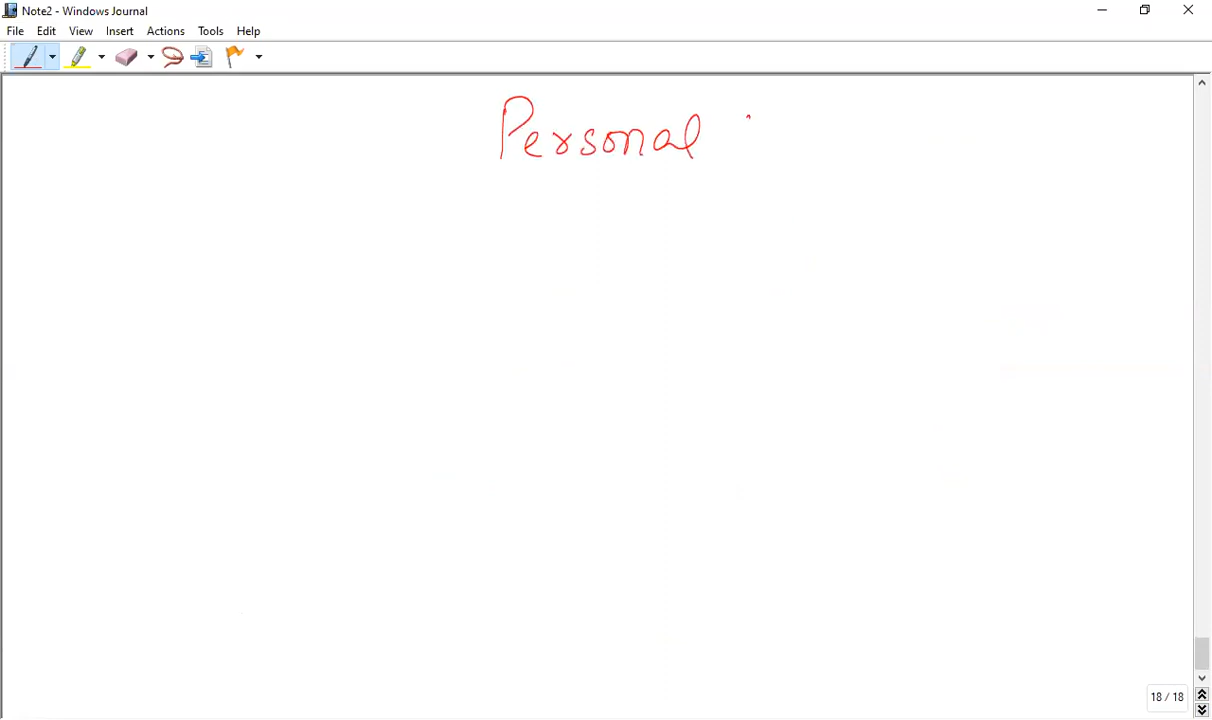 Note2 - Windows Journal
File Edit View Insert Actions Tools Help
Personal
18 / 18